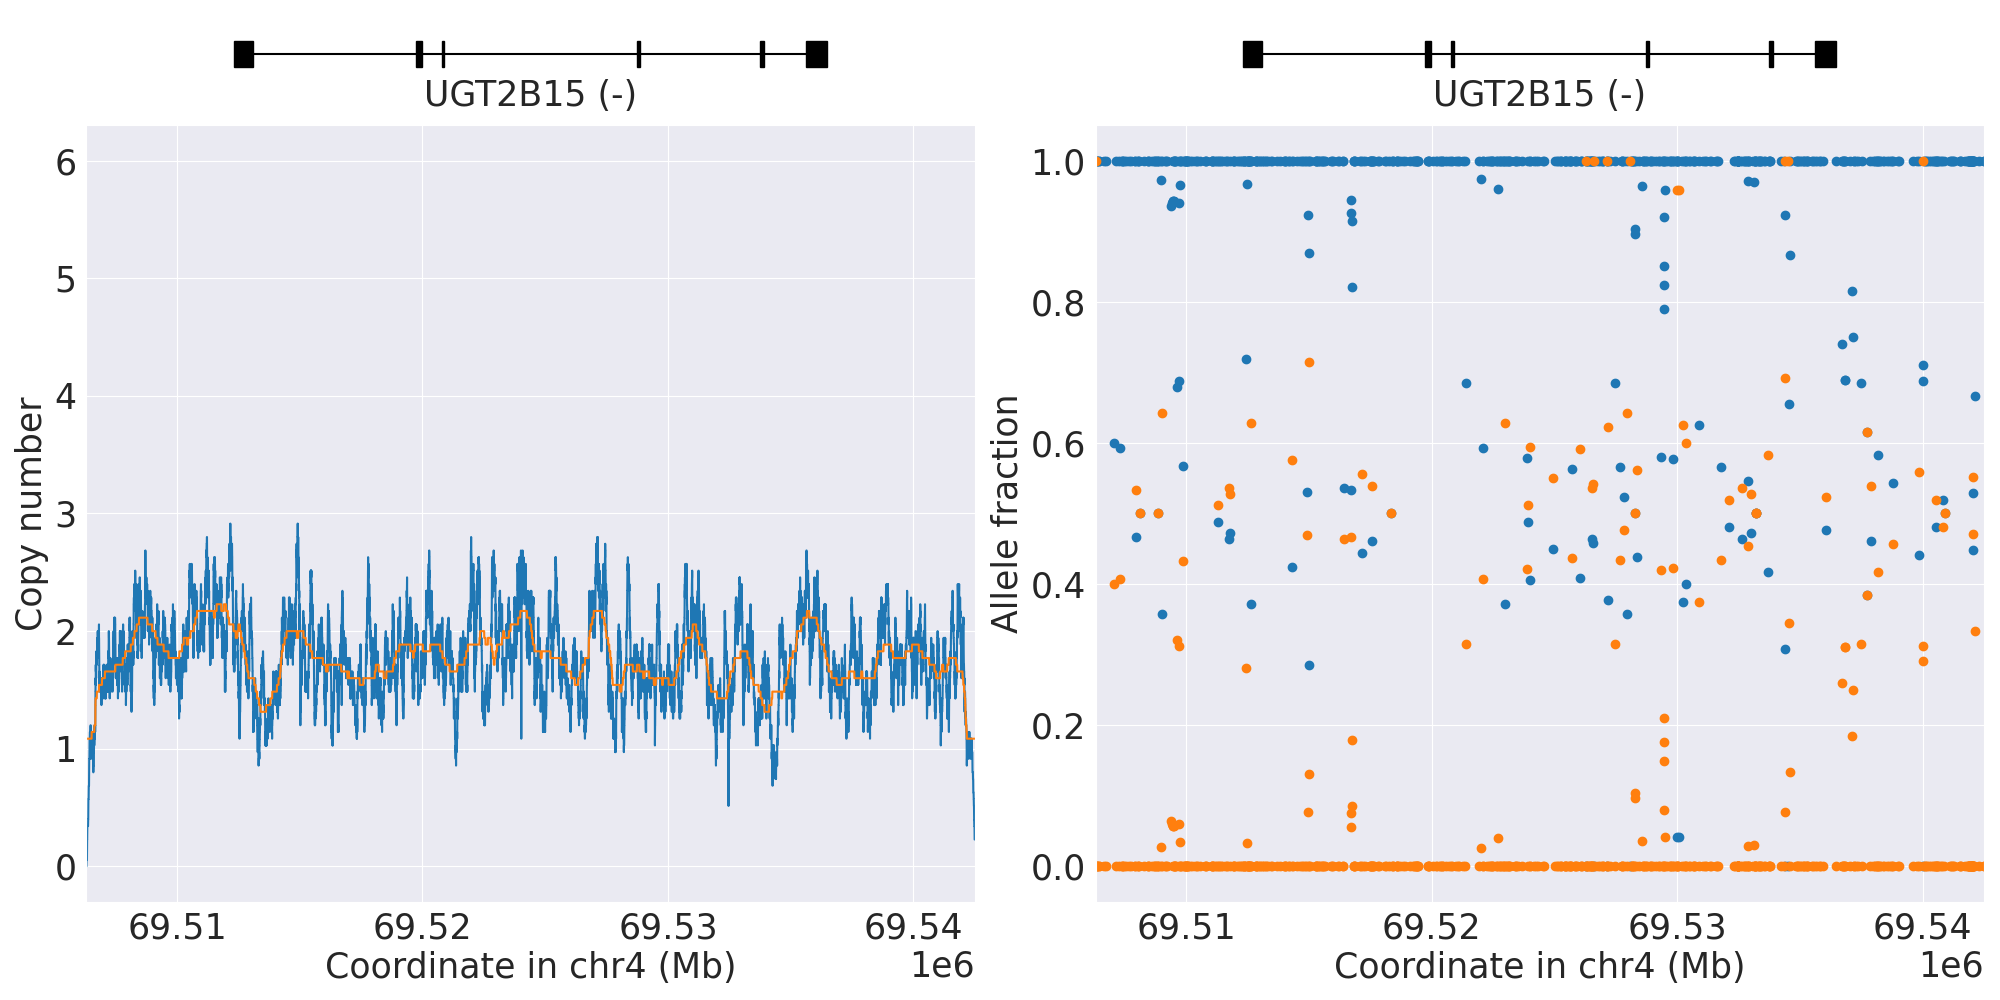 UGT2B15 (-)
UGT2B15 (-)
6
5
4
3
2
1
0
Copy number
69.51
69.52
69.53
69.54
Coordinate in chr4 (Mb)
1e6
1.0
0.8
0.6
0.4
0.2
0.0
Allele fraction
69.51
69.52
69.53
69.54
Coordinate in chr4 (Mb)
1e6